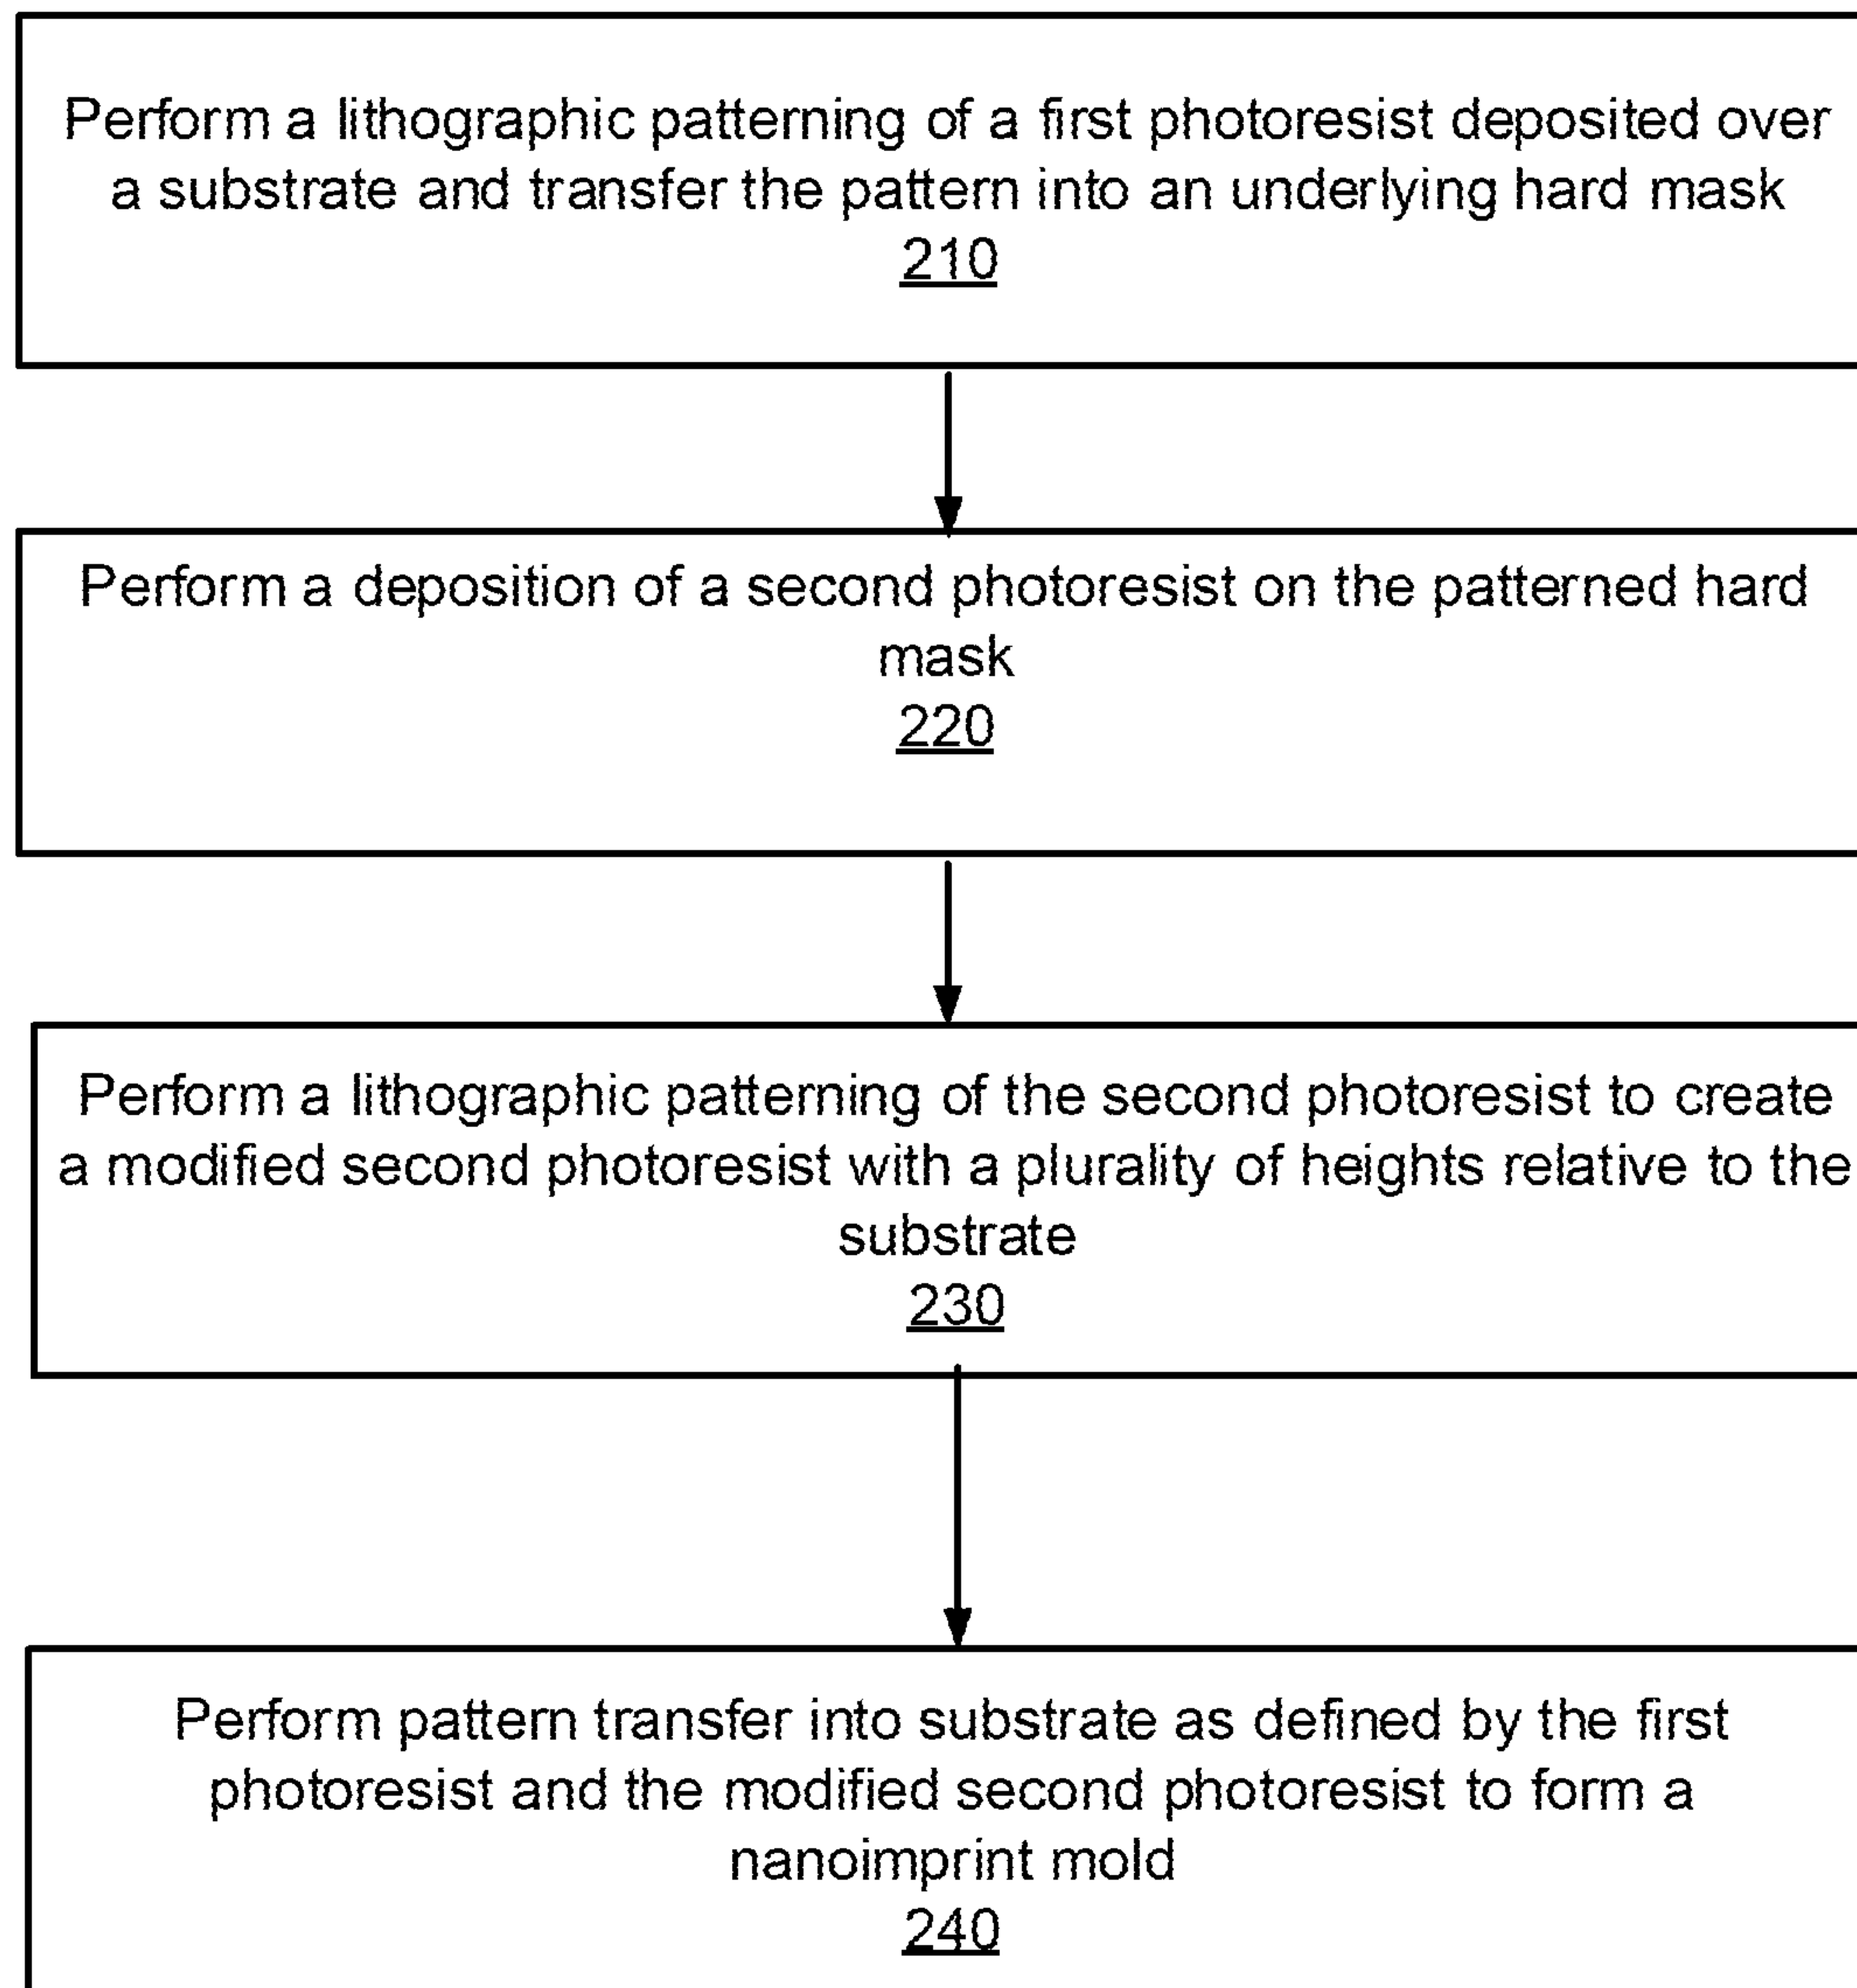 Perform a lithographic patterning of a first photoresist deposited over
a substrate and transfer the pattern into an underlying hard mask
210
Perform a deposition of a second photoresist on the patterned hard
mask
220
Perform a lithographic patterning of the second photoresist to create
a modified second photoresist with a plurality of heights relative to the
substrate
230
Perform pattern transfer into substrate as defined by the first
photoresist and the modified second photoresist to form a
nanoimprint mold
240